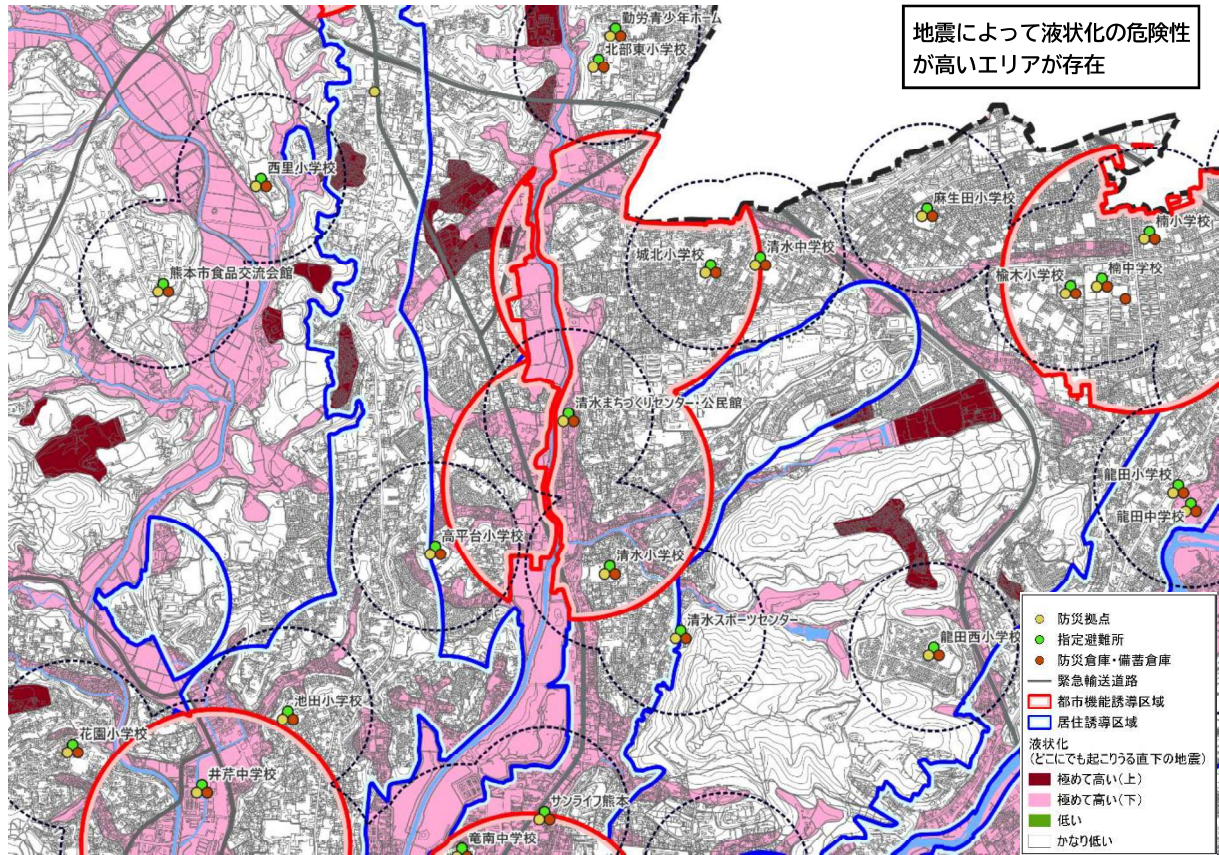 地震によって液状化の危険性
が高いエリアが存在
勤労青少年ホーム
北部東小学校
西里小学校
麻生田小学校
楠小学校
城北小学校
清水中学校
楡木小学校
楠中学校
熊本市食品交流会館
清水まちづくりセンター・公民館
龍田小学校
龍田中学校
高平台小学校
清水小学校
清水スポーツセンター
龍田西小学校
池田小学校
花園小学校
井芹中学校
サンライフ熊本
竜南中学校
防災拠点
指定避難所
防災倉庫・備蓄倉庫
緊急輸送道路
都市機能誘導区域
居住誘導区域
液状化
(どこにでも起こりうる直下の地震)
極めて高い(上)
極めて高い(下)
低い
かなり低い